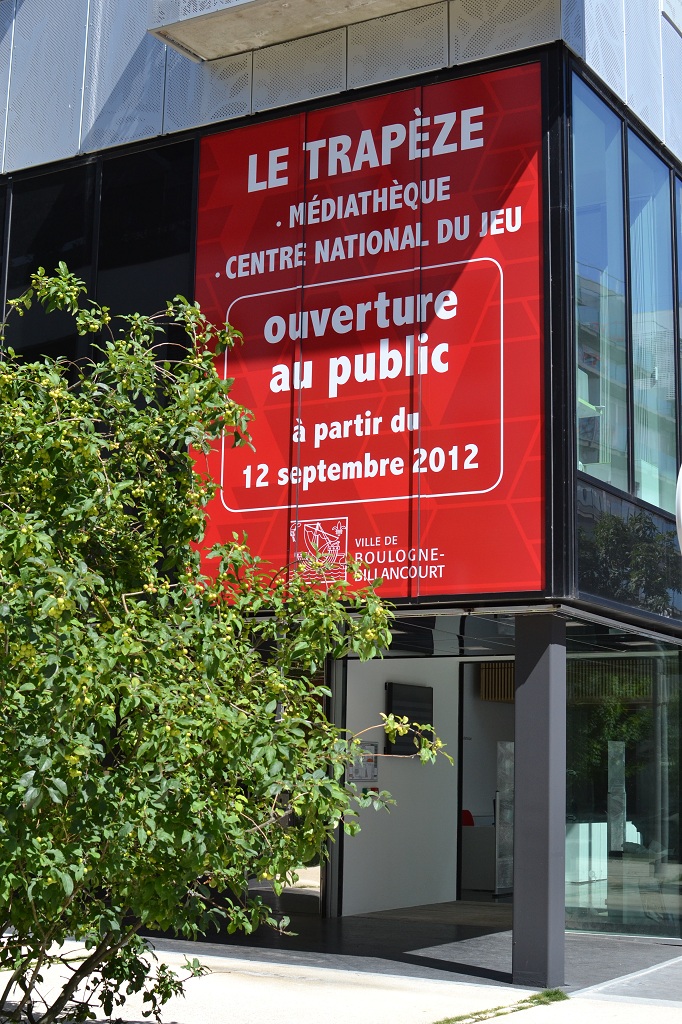 LE TRAPÈZE
· MÉDIATHÈQUE
· CENTRE NATIONAL DU JEU
ouverture
au public
à partir du
12 septembre 2012
VILLE DE
BOULOGNE-
BILLANCOURT